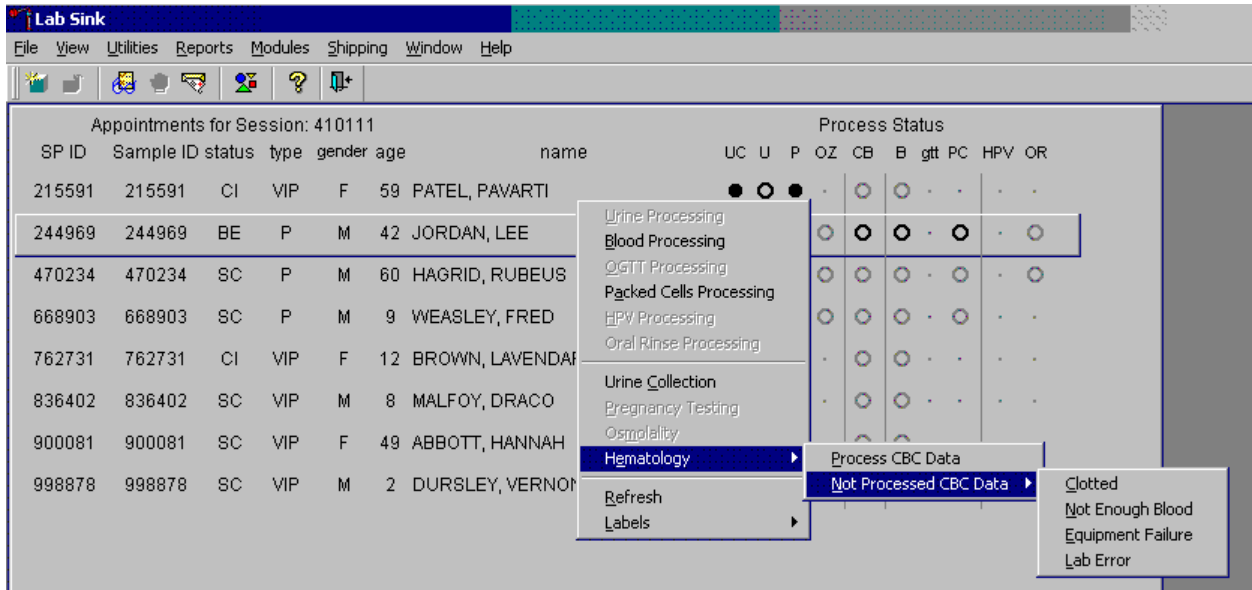 Lab Sink
File View Utilities Reports Modules Shipping Window Help
Appointments for Session: 410111 Process Status
SP ID Sample ID status type gender age name UC U P OZ CB B gtt PC HPV OR
215591 215591 CI VIP F 59 PATEL, PAVARTI
244969 244969 BE P M 42 JORDAN, LEE
470234 470234 SC P M 60 HAGRID, RUBEUS
668903 668903 SC P M 9 WEASLEY, FRED
762731 762731 CI VIP F 12 BROWN, LAVENDAR
836402 836402 SC VIP M 8 MALFOY, DRACO
900081 900081 SC VIP F 49 ABBOTT, HANNAH
998878 998878 SC VIP M 2 DURSLEY, VERNON
Urine Processing
Blood Processing
OGTT Processing
Packed Cells Processing
HPV Processing
Oral Rinse Processing
Urine Collection
Pregnancy Testing
Osmolality
Hematology
Refresh
Labels
Process CBC Data
Not Processed CBC Data
Clotted
Not Enough Blood
Equipment Failure
Lab Error